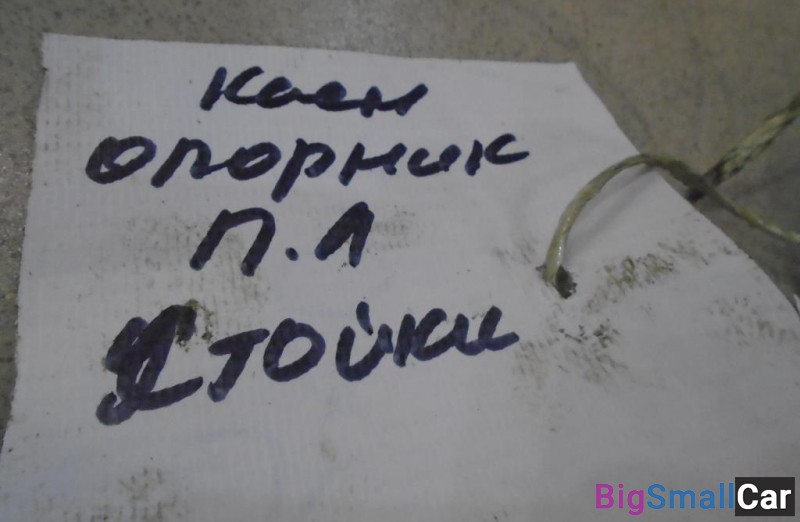 Каен
опорник
П.Л
Стойки
BigSmallCar